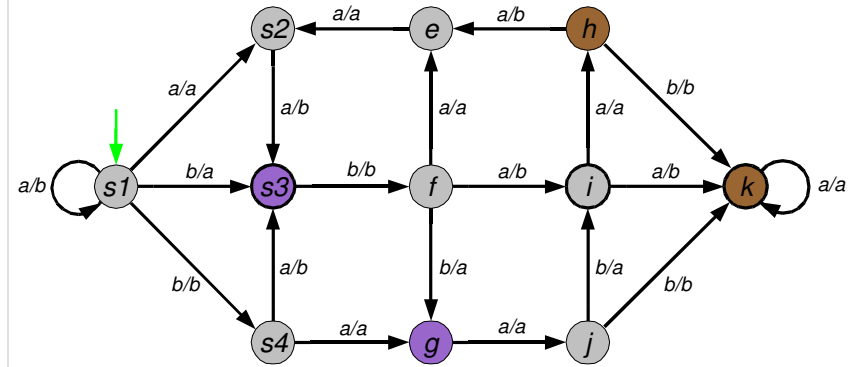 a/a a/b
s2 e h
a/a a/b a/a a/a b/b
a/b s1 b/a s3 b/b f a/b i a/b k a/a
b/b a/b b/a b/a b/b
a/a a/a
s4 g j